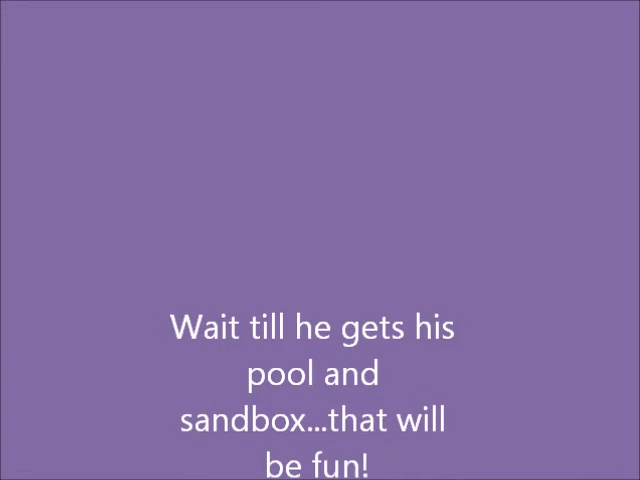 Wait till he gets his
pool and
sandbox...that will
be fun!